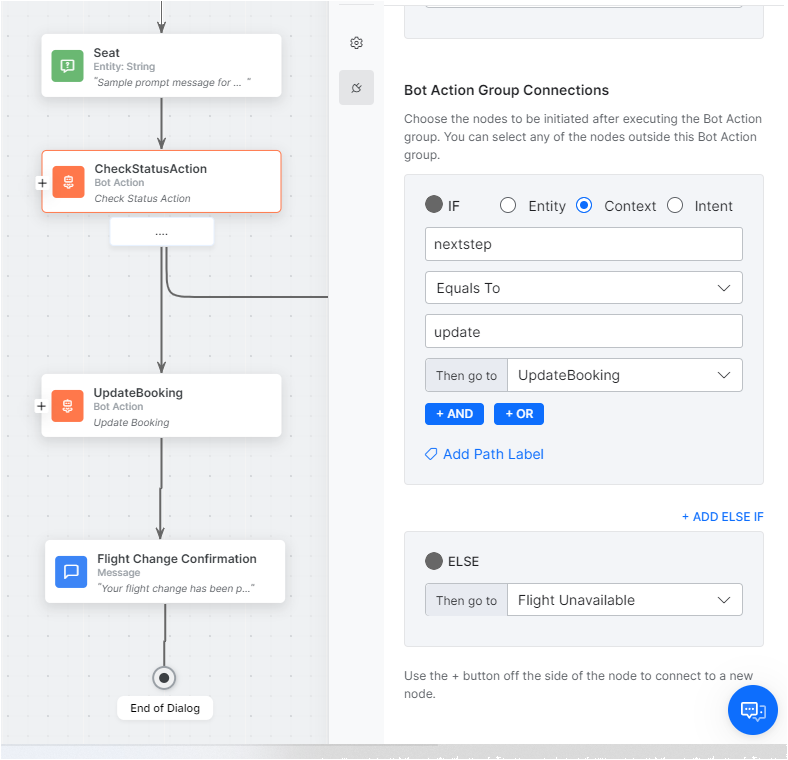 Seat
Entity: String
"Sample prompt message for ... "
CheckStatusAction
Bot Action
Check Status Action
....
UpdateBooking
Bot Action
Update Booking
Flight Change Confirmation
Message
"Your flight change has been p..."
End of Dialog
Bot Action Group Connections
Choose the nodes to be initiated after executing the Bot Action
group. You can select any of the nodes outside this Bot Action
group.
IF Entity Context Intent
nextstep
Equals To
update
Then go to UpdateBooking
+ AND + OR
Add Path Label
+ ADD ELSE IF
ELSE
Then go to Flight Unavailable
Use the + button off the side of the node to connect to a new
node.